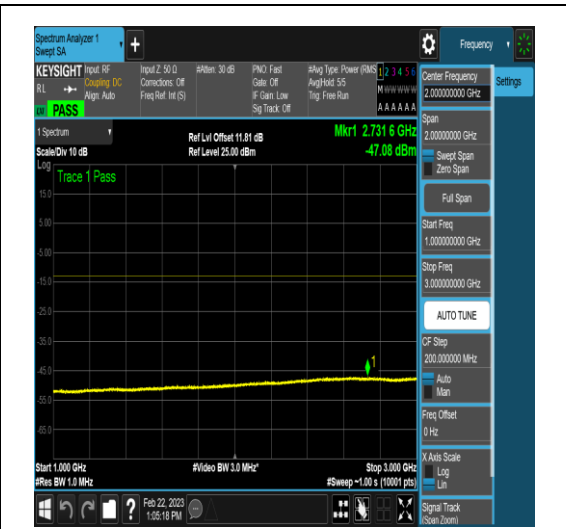 Spectrum Analyzer 1
Swept SA
+
Frequency
KEYSIGHT
RL
PASS
Input: RF
Coupling: DC
Align: Auto
Input Z: 50 Ω
Corrections: Off
Freq Ref: Int (S)
#Atten: 30 dB
PNO: Fast
Gate: Off
IF Gain: Low
Sig Track: Off
#Avg Type: Power (RMS)
Avg|Hold: 5/5
Trig: Free Run
1 2 3 4 5 6
M W W W W W
A A A A A A
1 Spectrum
Scale/Div 10 dB
Ref Lvl Offset 11.81 dB
Ref Level 25.00 dBm
Mkr1 2.731 6 GHz
-47.08 dBm
Log
Trace 1 Pass
15.0
5.00
-5.00
-15.0
-25.0
-35.0
-45.0
-55.0
-65.0
1
Start 1.000 GHz
#Res BW 1.0 MHz
#Video BW 3.0 MHz*
Stop 3.000 GHz
#Sweep ~1.00 s (10001 pts)
Feb 22, 2023
1:05:18 PM
?
Center Frequency
2.000000000 GHz
Span
2.00000000 GHz
Swept Span
Zero Span
Full Span
Start Freq
1.000000000 GHz
Stop Freq
3.000000000 GHz
AUTO TUNE
CF Step
200.000000 MHz
Auto
Man
Freq Offset
0 Hz
X Axis Scale
Log
Lin
Signal Track
(Span Zoom)
Settings